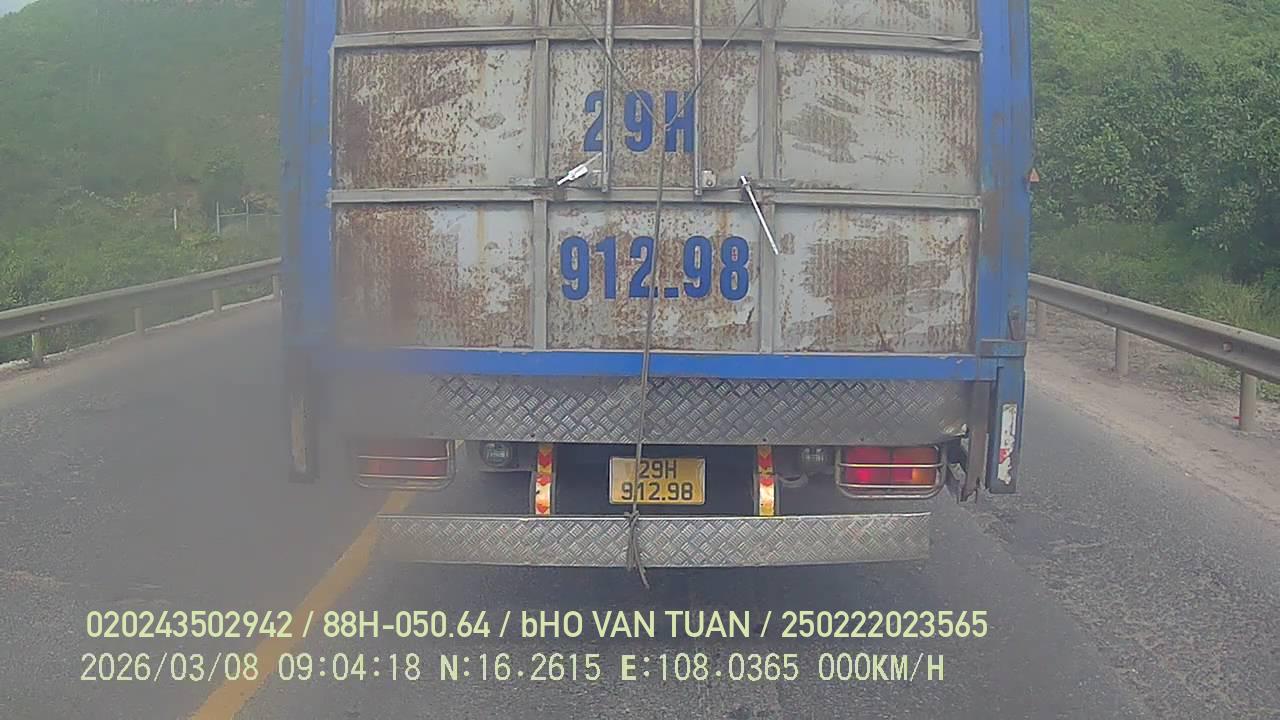 29H
912.98
29H
912.98
020243502942 / 88H-050.64 / bHO VAN TUAN / 250222023565
2026/03/08 09:04:18 N:16.2615 E:108.0365 000KM/H